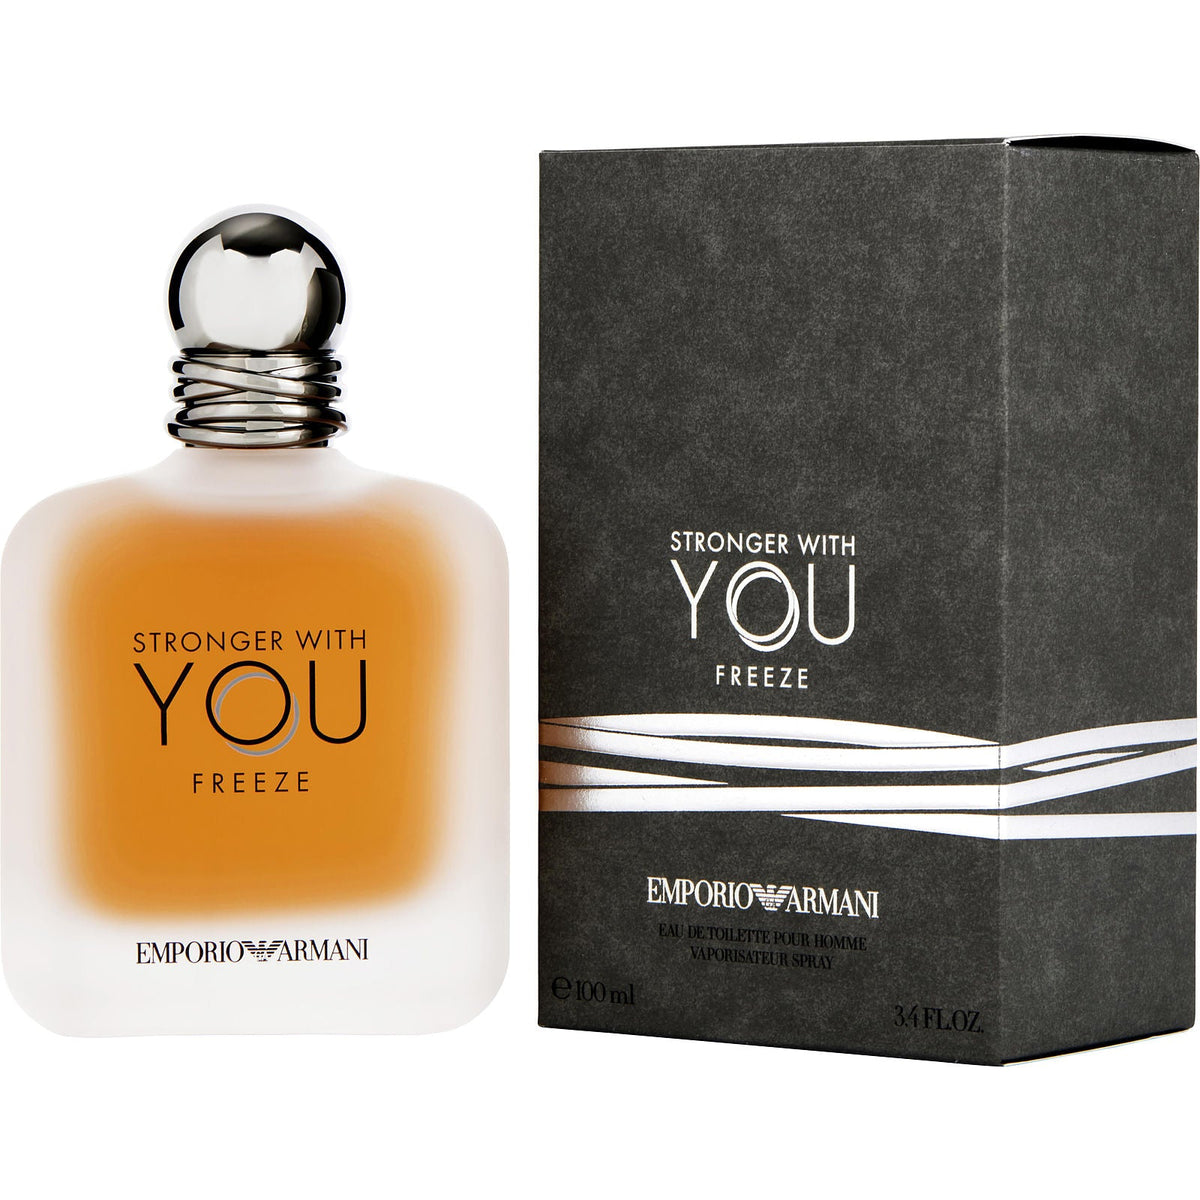 STRONGER WITH
YOU
FREEZE
EMPORIO ARMANI
STRONGER WITH
YOU
FREEZE
EMPORIO ARMANI
EAU DE TOILETTE POUR HOMME
VAPORISATEUR SPRAY
℮ 100 ml
3.4 FL.OZ.